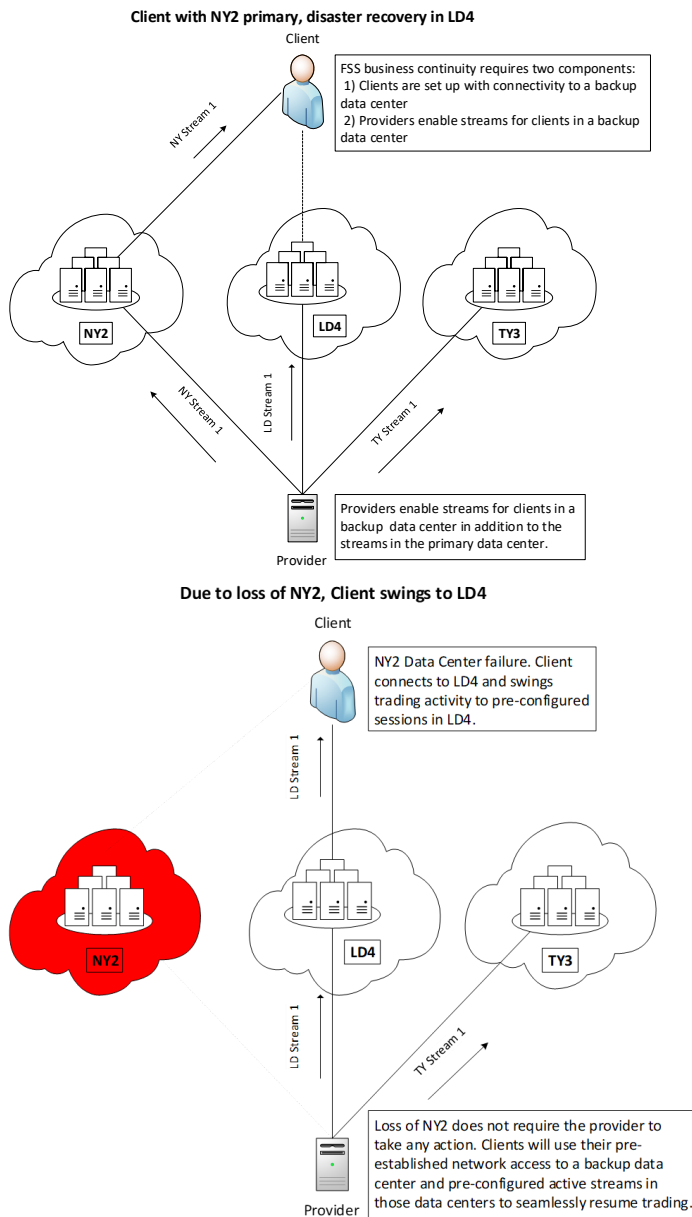 Client with NY2 primary, disaster recovery in LD4
Client
FSS business continuity requires two components:
1) Clients are set up with connectivity to a backup
data center
2) Providers enable streams for clients in a backup
data center
NY Stream 1
NY2
LD4
TY3
NY Stream 1
LD Stream 1
TY Stream 1
Providers enable streams for clients in a
backup data center in addition to the
streams in the primary data center.
Provider
Due to loss of NY2, Client swings to LD4
Client
NY2 Data Center failure. Client
connects to LD4 and swings
trading activity to pre-configured
sessions in LD4.
LD Stream 1
NY2
LD4
TY3
LD Stream 1
TY Stream 1
Loss of NY2 does not require the provider to
take any action. Clients will use their pre-
established network access to a backup data
center and pre-configured active streams in
those data centers to seamlessly resume trading.
Provider